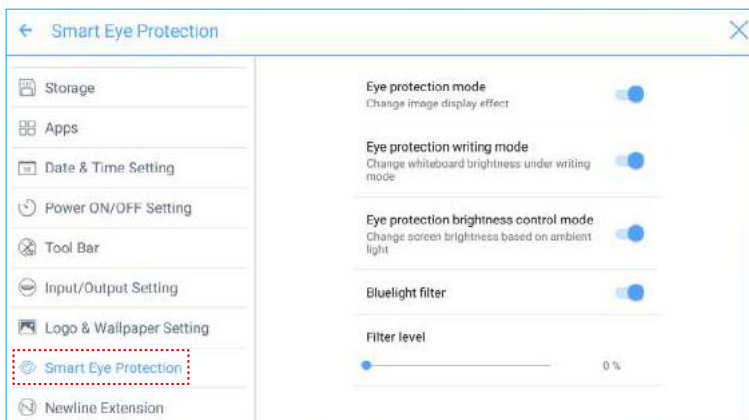 Smart Eye Protection
Storage
Apps
Date & Time Setting
Power ON/OFF Setting
Tool Bar
Input/Output Setting
Logo & Wallpaper Setting
Smart Eye Protection
Newline Extension
Eye protection mode
Change image display effect
Eye protection writing mode
Change whiteboard brightness under writing
mode
Eye protection brightness control mode
Change screen brightness based on ambient
light
Bluelight filter
Filter level
0 %